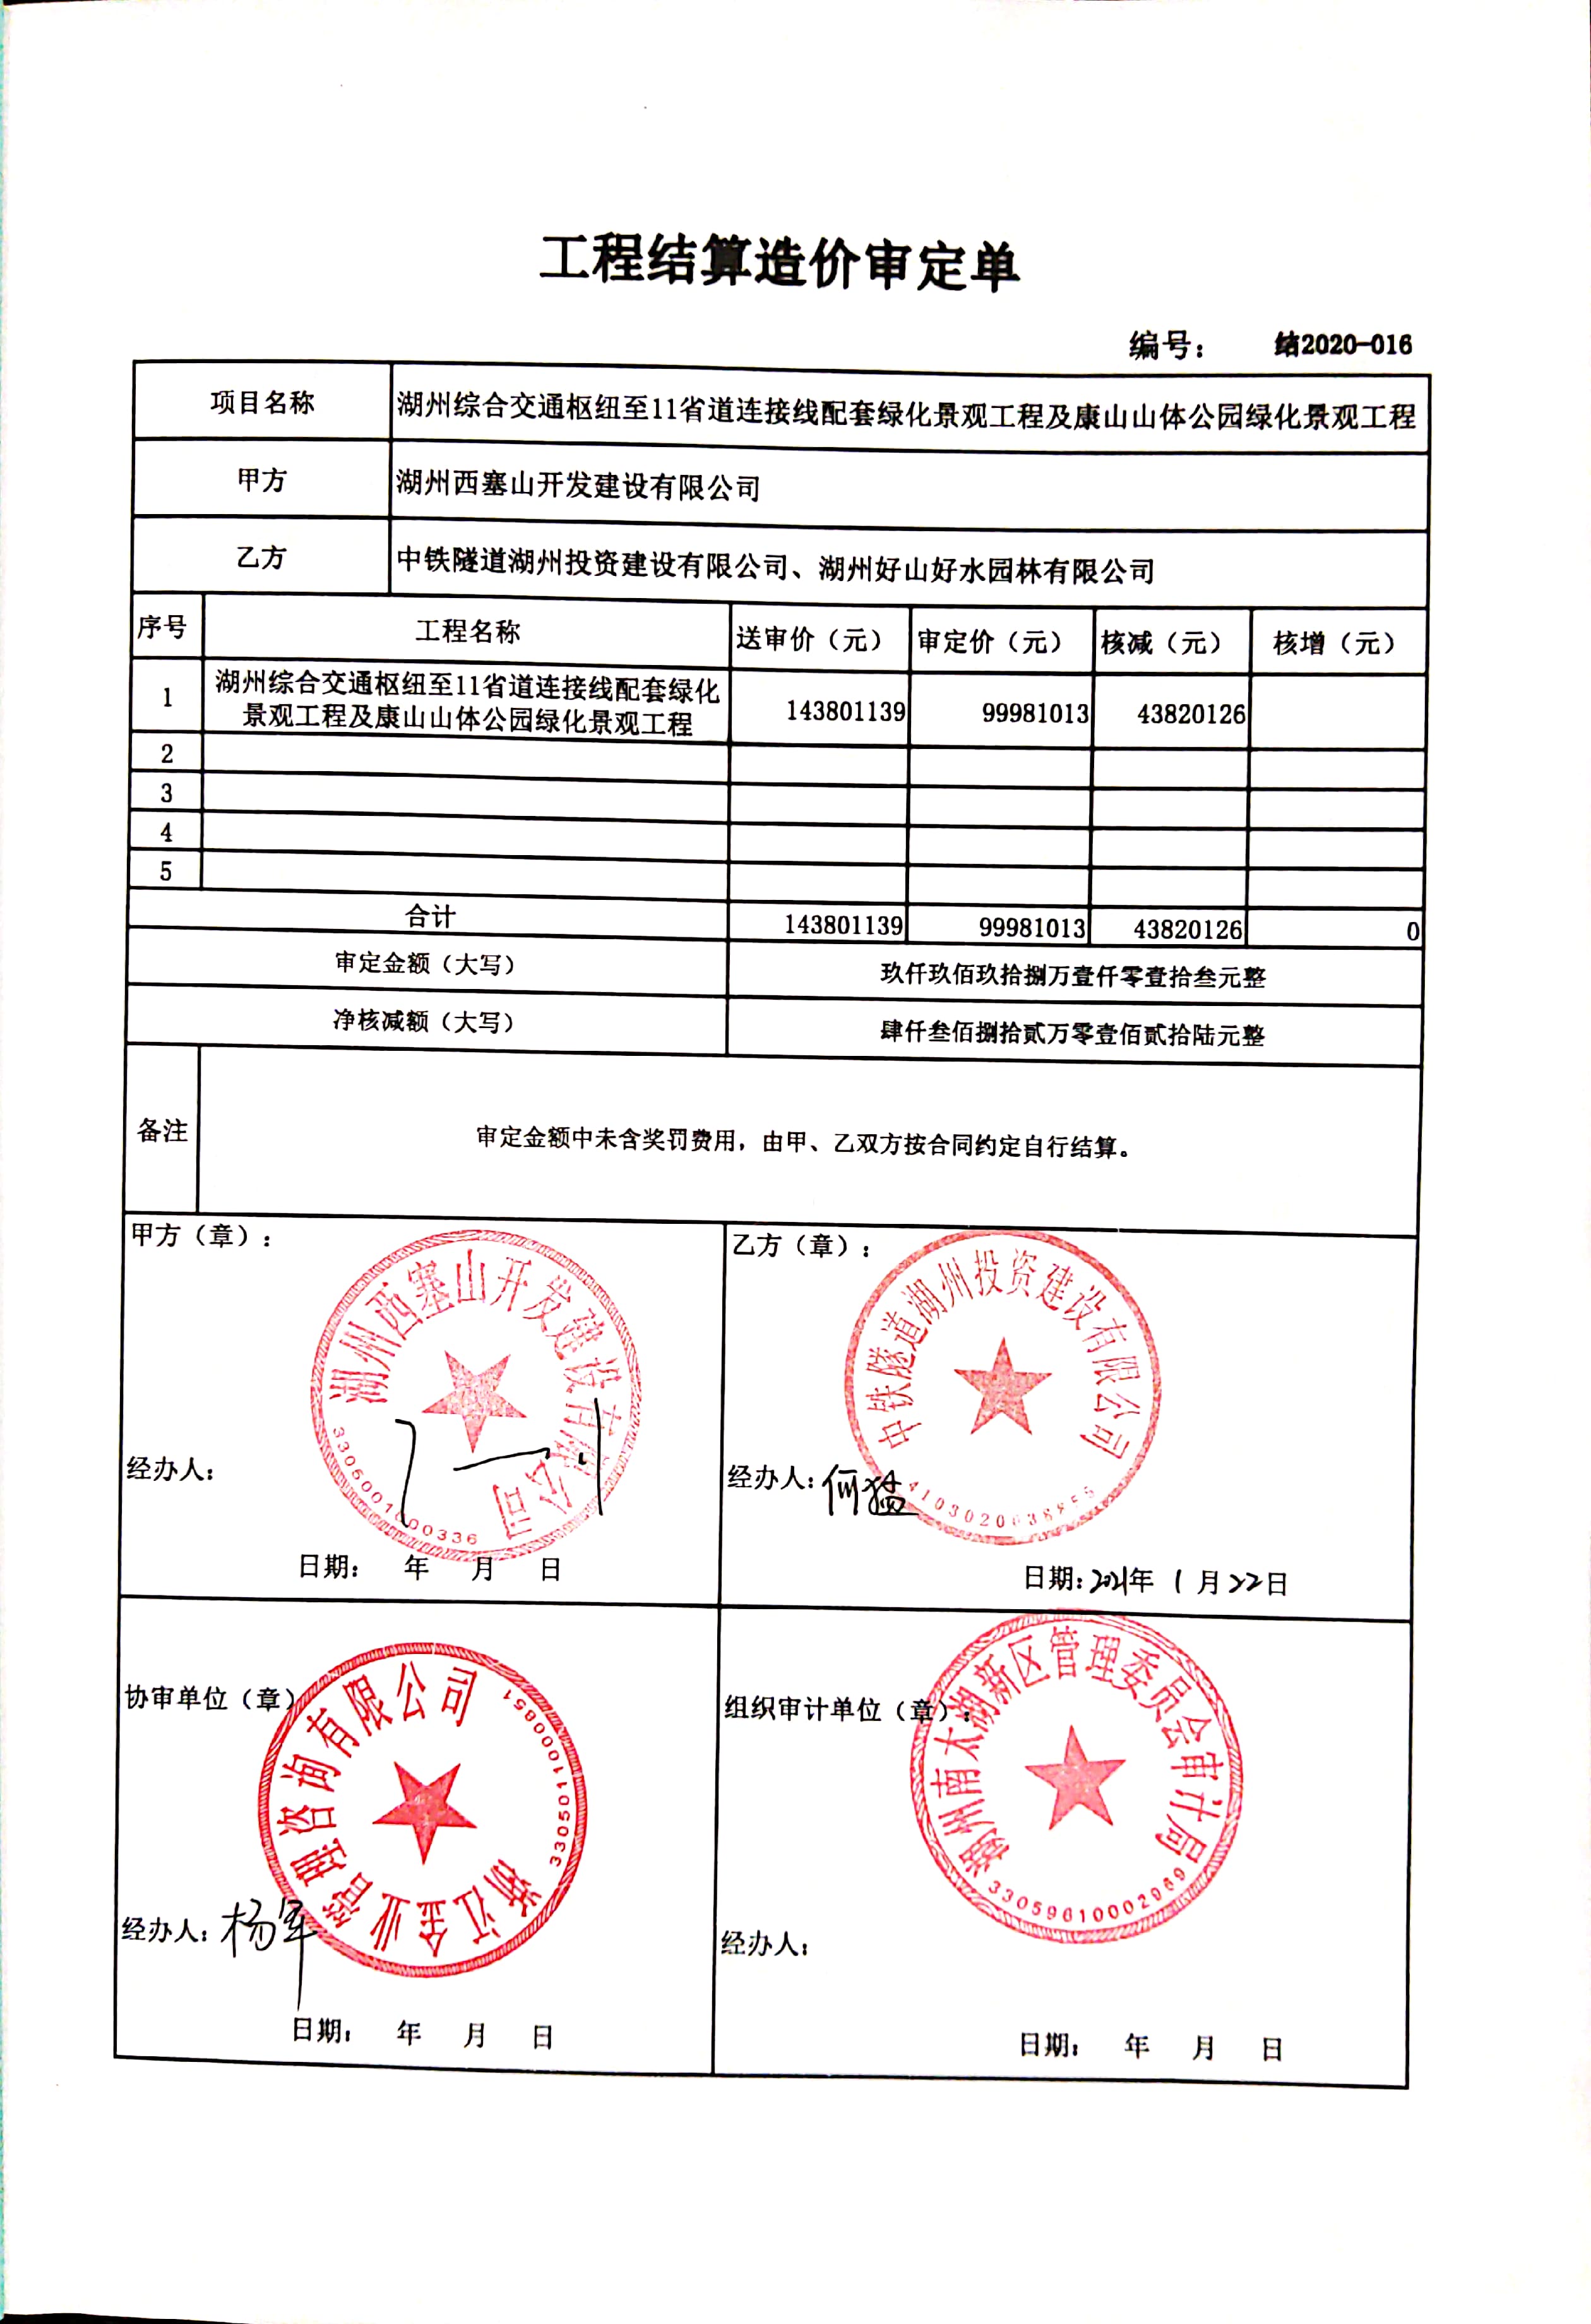 工程结算造价审定单
编号： 结2020-016
项目名称 湖州综合交通枢纽至11省道连接线配套绿化景观工程及康山山体公园绿化景观工程
甲方 湖州西塞山开发建设有限公司
乙方 中铁隧道湖州投资建设有限公司、湖州好山好水园林有限公司
序号 工程名称 送审价（元） 审定价（元） 核减（元） 核增（元）
1 湖州综合交通枢纽至11省道连接线配套绿化
景观工程及康山山体公园绿化景观工程 143801139 99981013 43820126
2
3
4
5
合计 143801139 99981013 43820126 0
审定金额（大写） 玖仟玖佰玖拾捌万壹仟零壹拾叁元整
净核减额（大写） 肆仟叁佰捌拾贰万零壹佰贰拾陆元整
备注 审定金额中未含奖罚费用，由甲、乙双方按合同约定自行结算。
甲方（章）：
湖州西塞山开发建设有限公司
经办人：
日期： 年 月 日
乙方（章）：
中铁隧道湖州投资建设有限公司
经办人：何猛
日期：2021年 1 月 22日
协审单位（章）
浙江金业管理咨询有限公司
3305011000851
经办人：杨军
日期： 年 月 日
组织审计单位（章）：
湖州南太湖新区管理委员会审计局
33059610002969
经办人：
日期： 年 月 日